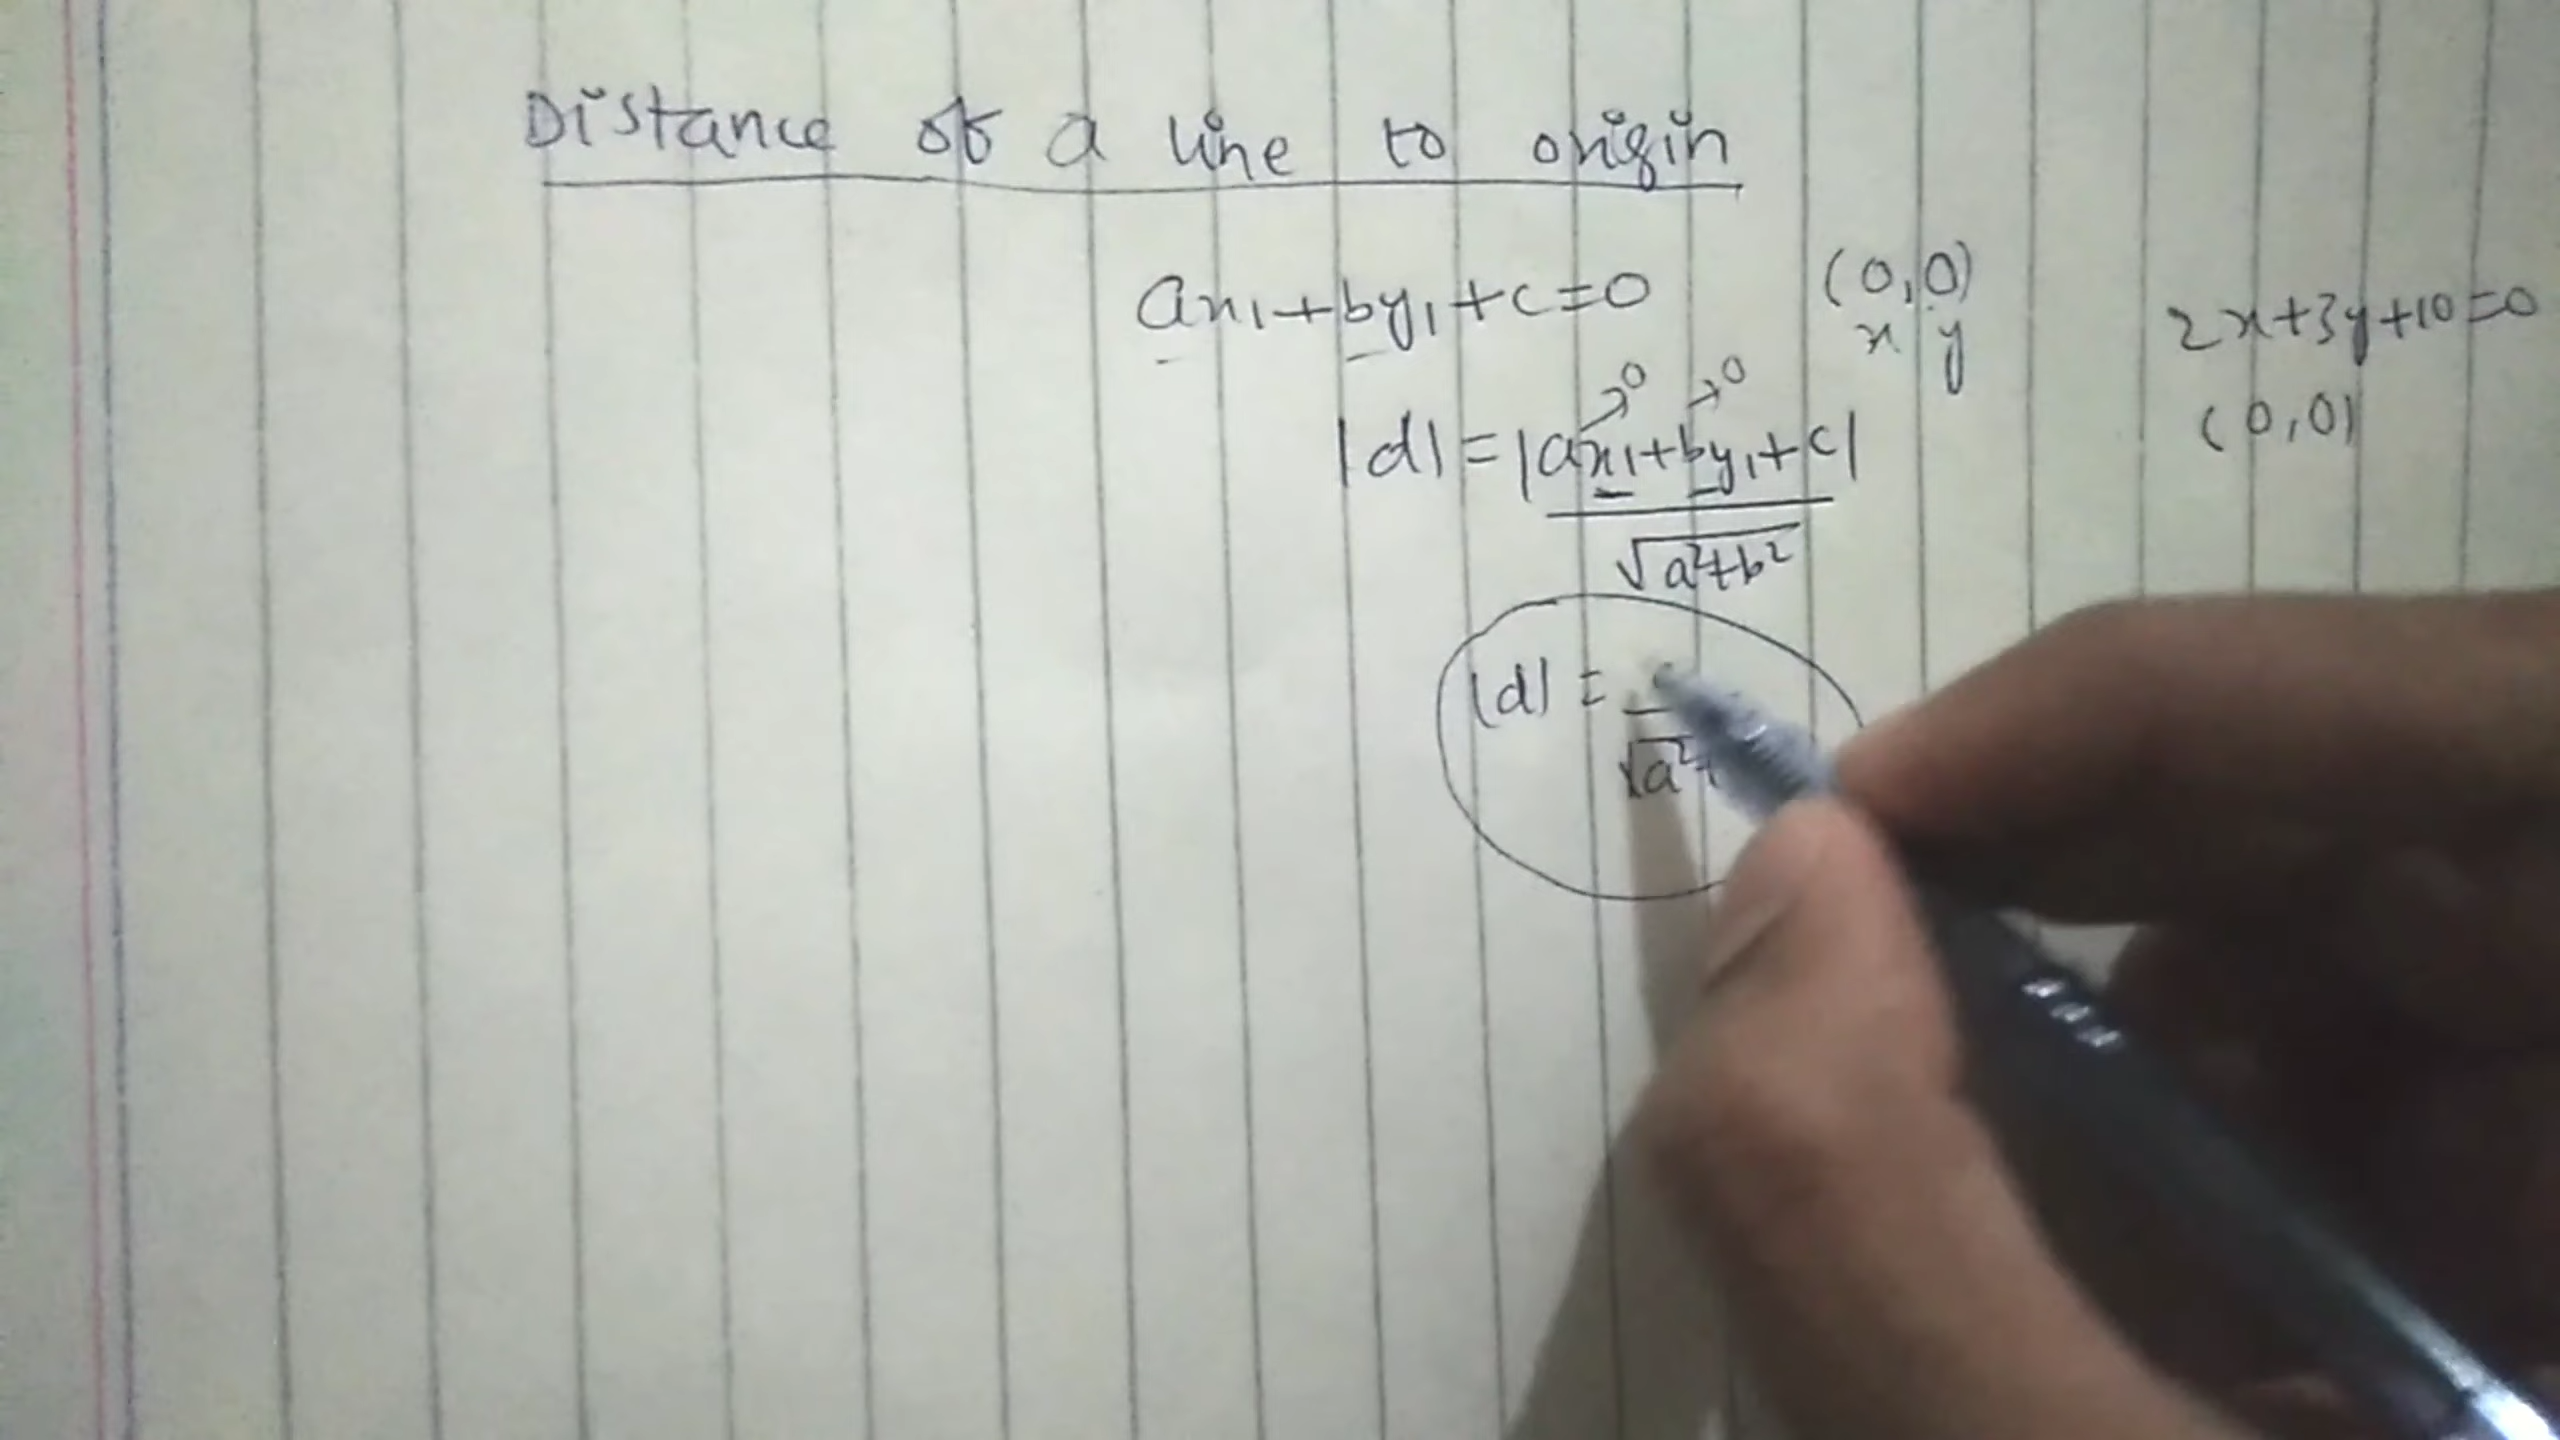 Distance of a line to origin
ax₁+by₁+c=0
(0,0)
x y
2x+3y+10=0
(0,0)
→0 →0
|d| = |ax₁+by₁+c|
√a²+b²
|d| =
√a²+